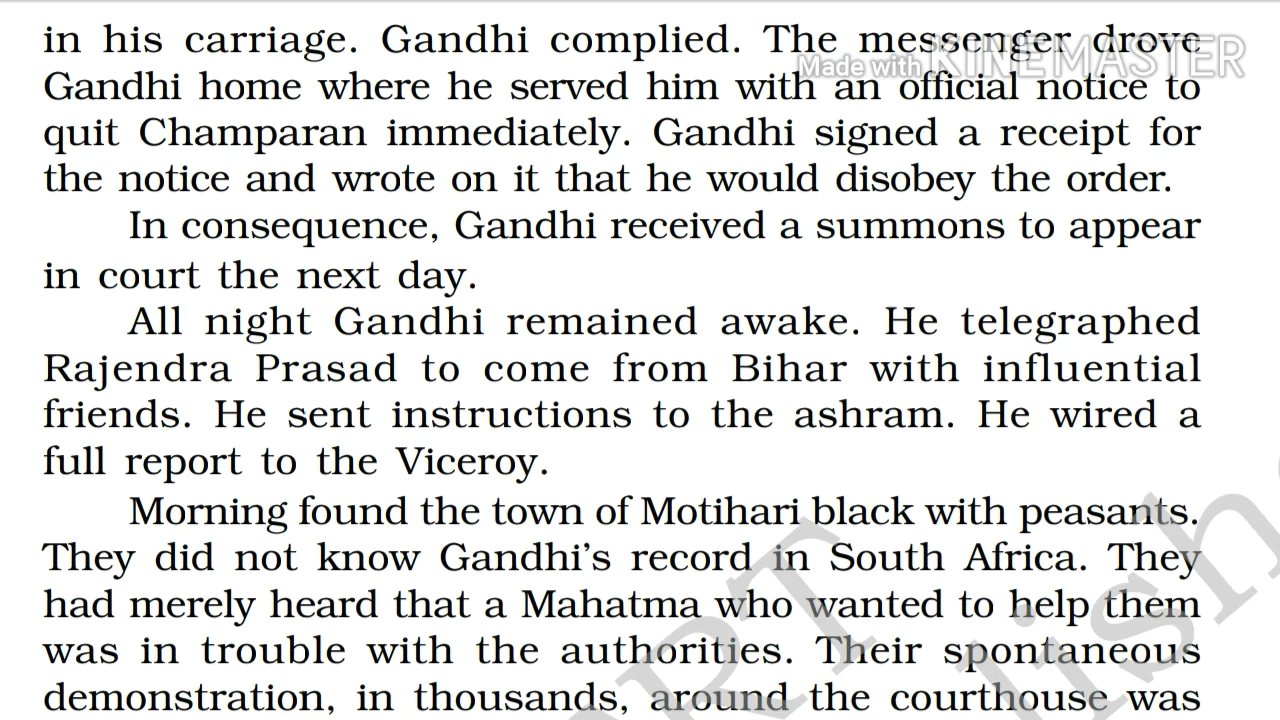 in his carriage. Gandhi complied. The messenger drove
Made with KINEMASTER
Gandhi home where he served him with an official notice to
quit Champaran immediately. Gandhi signed a receipt for
the notice and wrote on it that he would disobey the order.
In consequence, Gandhi received a summons to appear
in court the next day.
All night Gandhi remained awake. He telegraphed
Rajendra Prasad to come from Bihar with influential
friends. He sent instructions to the ashram. He wired a
full report to the Viceroy.
Morning found the town of Motihari black with peasants.
They did not know Gandhi's record in South Africa. They
had merely heard that a Mahatma who wanted to help them
was in trouble with the authorities. Their spontaneous
demonstration, in thousands, around the courthouse was